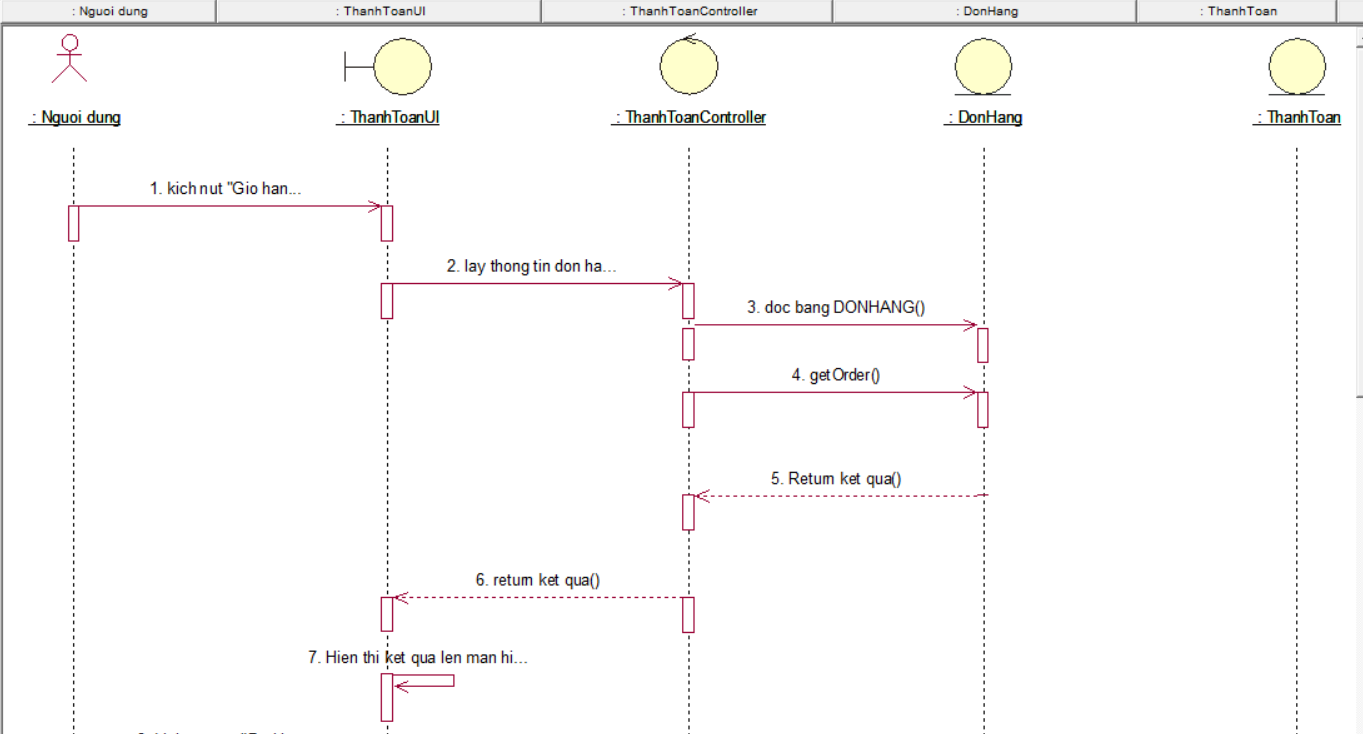 : Nguoi dung
: ThanhToanUI
: ThanhToanController
: DonHang
: ThanhToan
: Nguoi dung
: ThanhToanUI
: ThanhToanController
: DonHang
: ThanhToan
1. kich nut "Gio han...
2. lay thong tin don ha...
3. doc bang DONHANG()
4. getOrder()
5. Return ket qua()
6. return ket qua()
7. Hien thi ket qua len man hi...